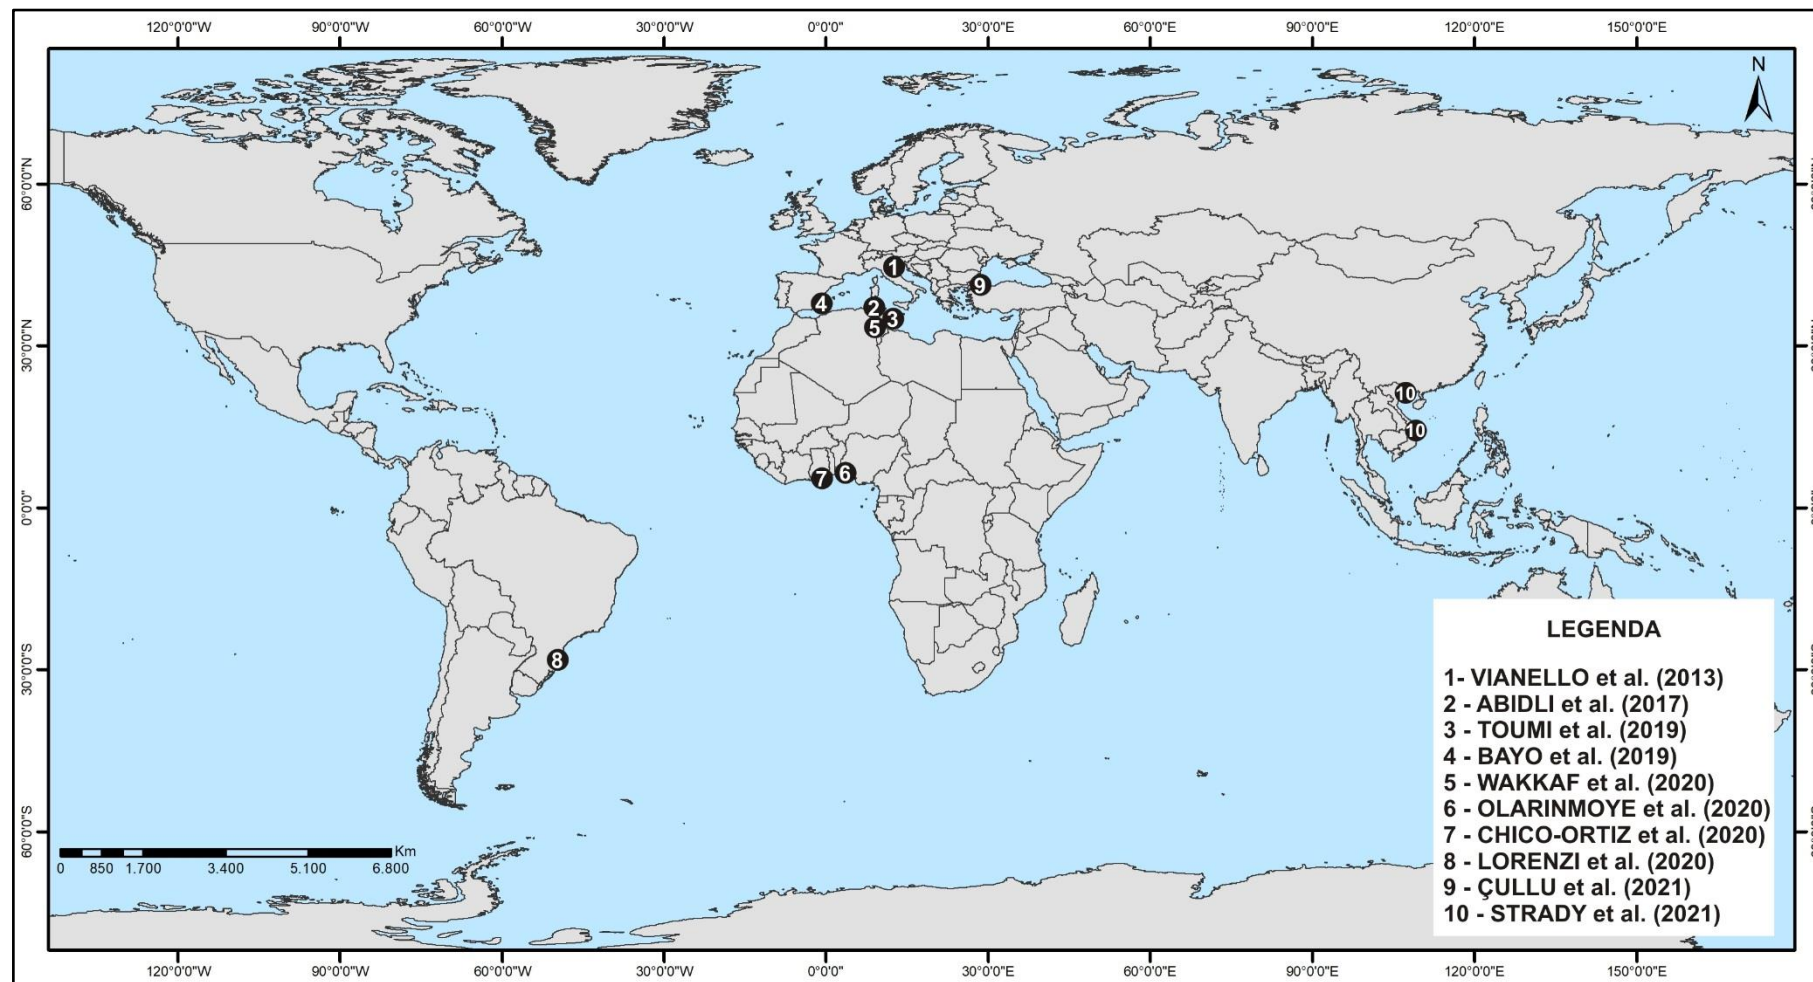 120°0'0"W 90°0'0"W 60°0'0"W 30°0'0"W 0°0'0" 30°0'0"E 60°0'0"E 90°0'0"E 120°0'0"E 150°0'0"E
N
60°0'0"N
30°0'0"N
0°0'0"
30°0'0"S
60°0'0"S
1
9
4
2
3
5
10
10
7
6
8
LEGENDA
1- VIANELLO et al. (2013)
2 - ABIDLI et al. (2017)
3 - TOUMI et al. (2019)
4 - BAYO et al. (2019)
5 - WAKKAF et al. (2020)
6 - OLARINMOYE et al. (2020)
7 - CHICO-ORTIZ et al. (2020)
8 - LORENZI et al. (2020)
9 - ÇULLU et al. (2021)
10 - STRADY et al. (2021)
Km
0 850 1.700 3.400 5.100 6.800
120°0'0"W 90°0'0"W 60°0'0"W 30°0'0"W 0°0'0" 30°0'0"E 60°0'0"E 90°0'0"E 120°0'0"E 150°0'0"E